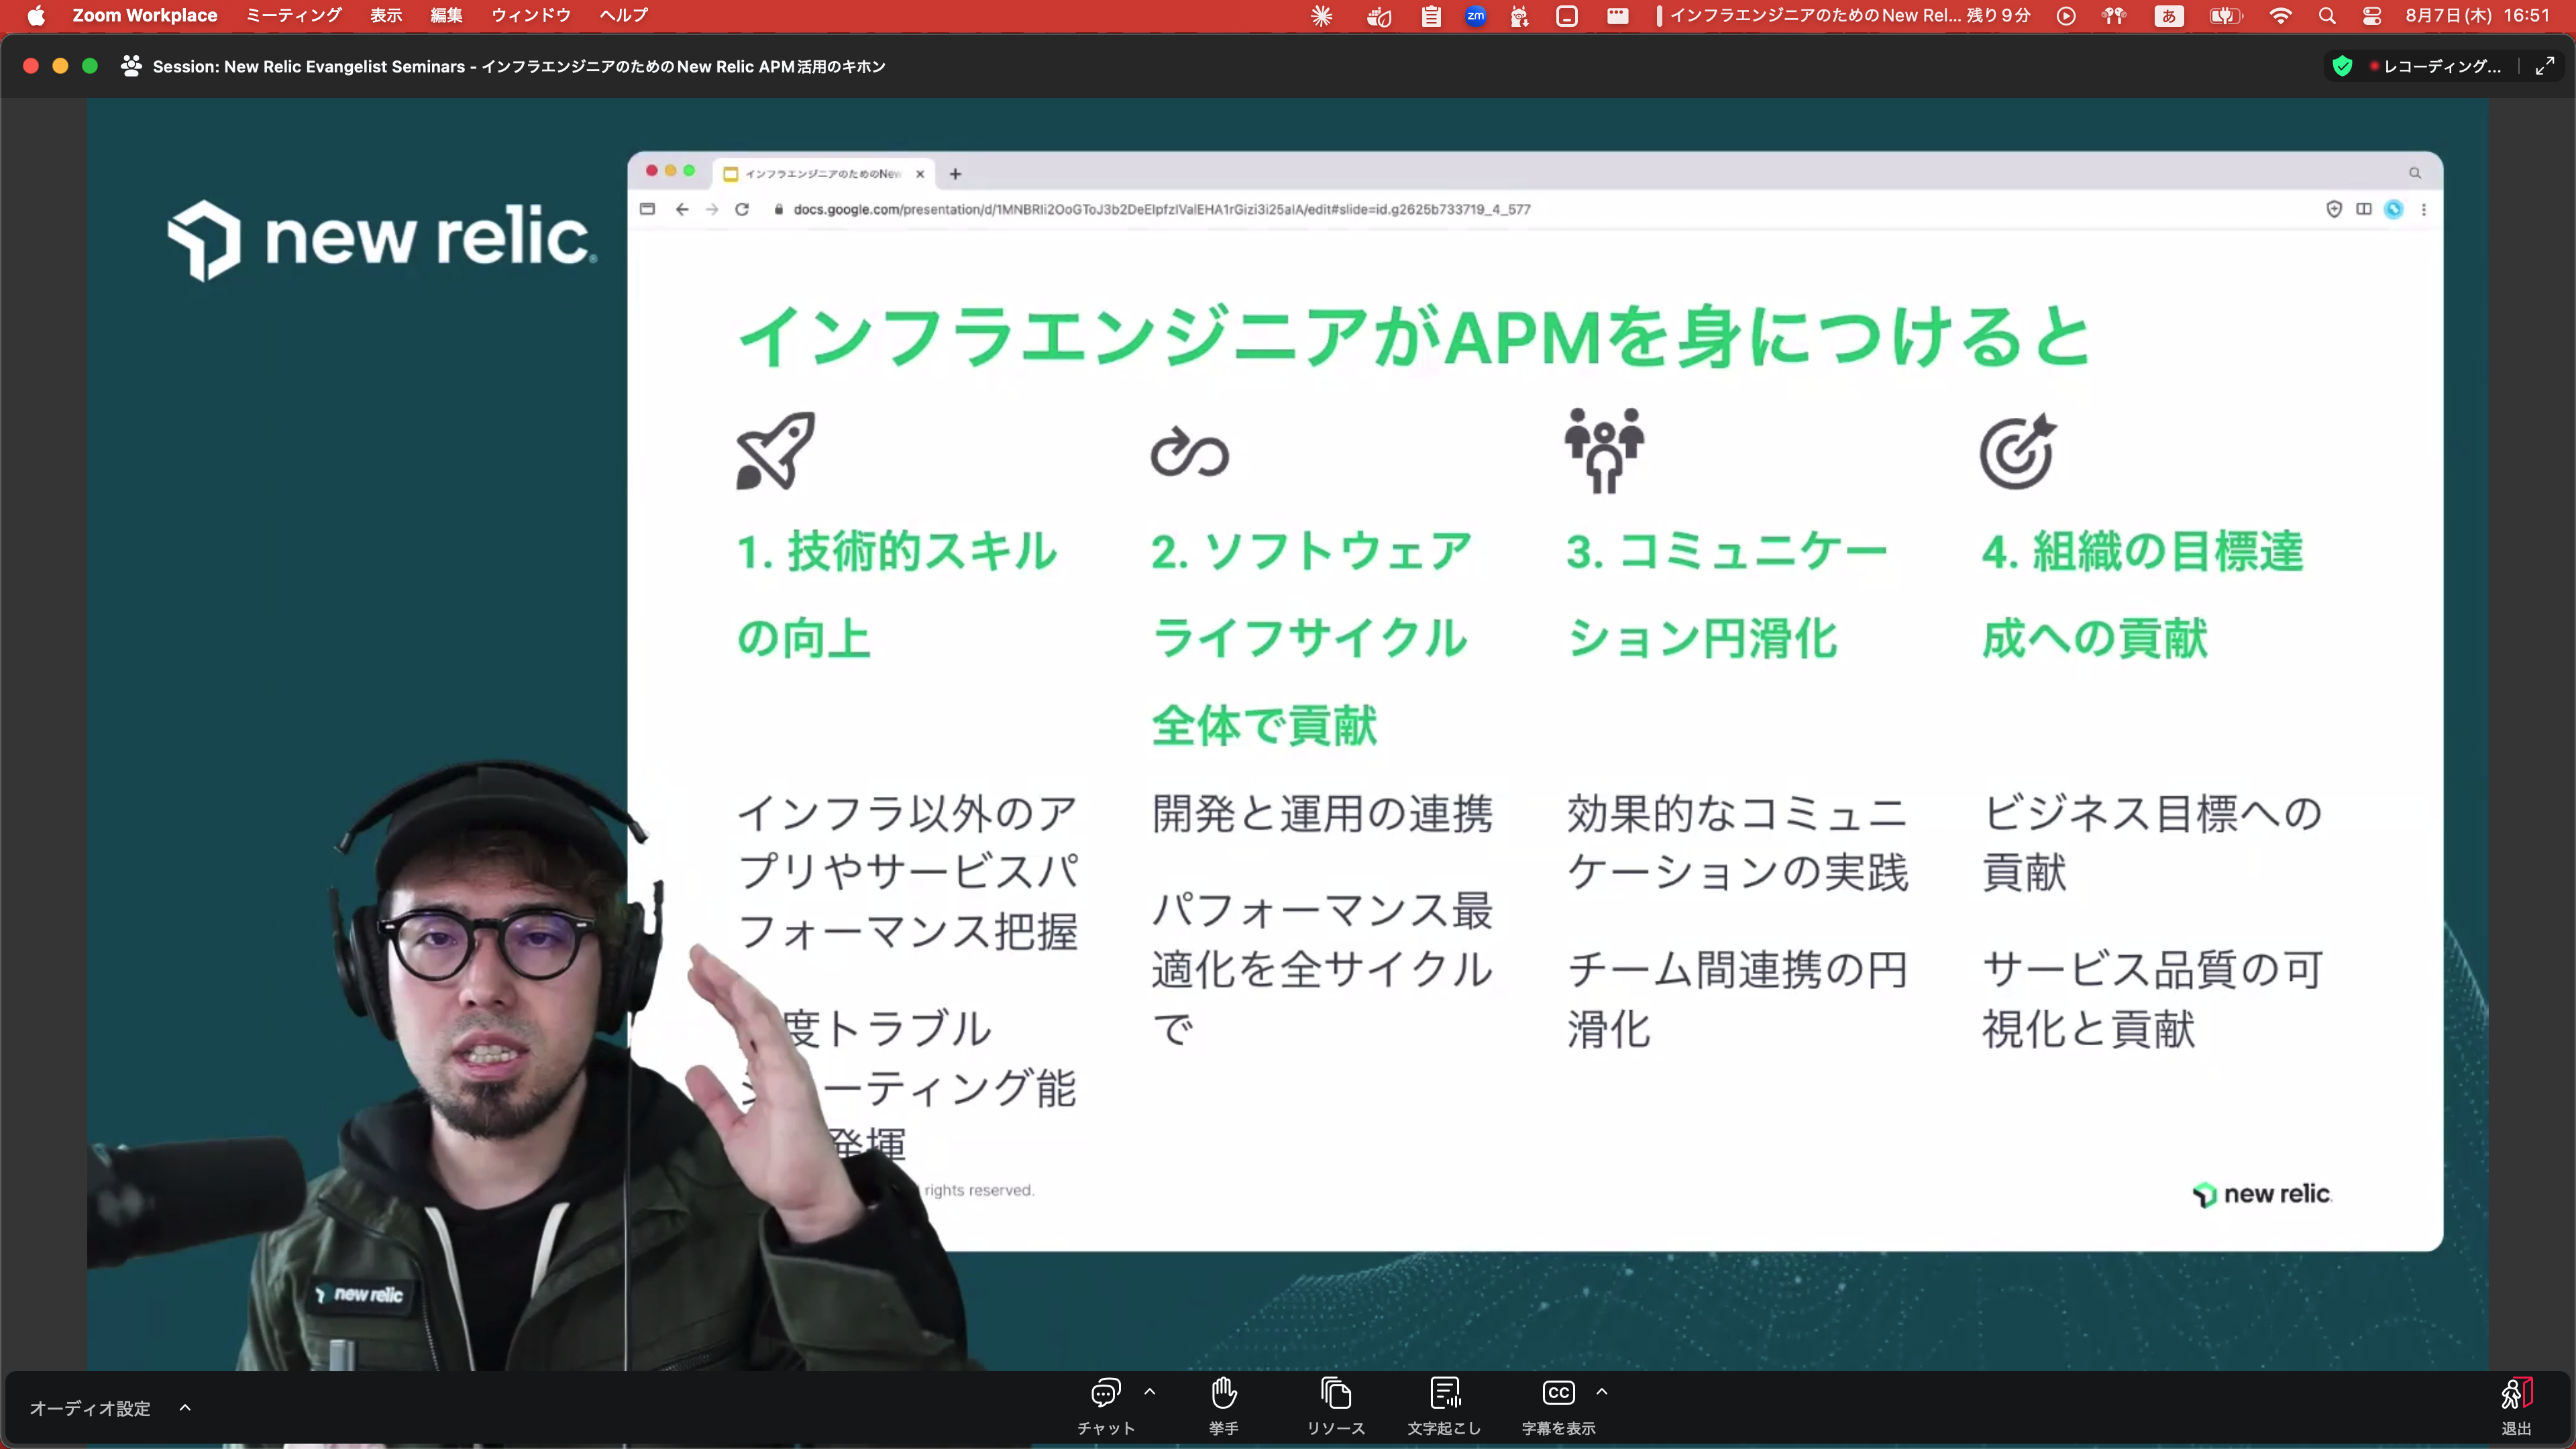 Zoom Workplace ミーティング 表示 編集 ウィンドウ ヘルプ
zm
インフラエンジニアのためのNew Rel... 残り9分
あ
8月7日(木) 16:51
Session: New Relic Evangelist Seminars - インフラエンジニアのためのNew Relic APM活用のキホン
レコーディング...
new relic
インフラエンジニアのためのNew
docs.google.com/presentation/d/1MNBRIi2OoGToJ3b2DeEIpfzIVaIEHA1rGizi3i25aIA/edit#slide=id.g2625b733719_4_577
インフラエンジニアがAPMを身につけると
1. 技術的スキル
の向上
インフラ以外のア
プリやサービスパ
フォーマンス把握
度トラブル
ーティング能
発揮
2. ソフトウェア
ライフサイクル
全体で貢献
開発と運用の連携
パフォーマンス最
適化を全サイクル
で
3. コミュニケー
ション円滑化
効果的なコミュニ
ケーションの実践
チーム間連携の円
滑化
4. 組織の目標達
成への貢献
ビジネス目標への
貢献
サービス品質の可
視化と貢献
rights reserved.
new relic
new relic
オーディオ設定
チャット
挙手
リソース
文字起こし
CC
字幕を表示
退出